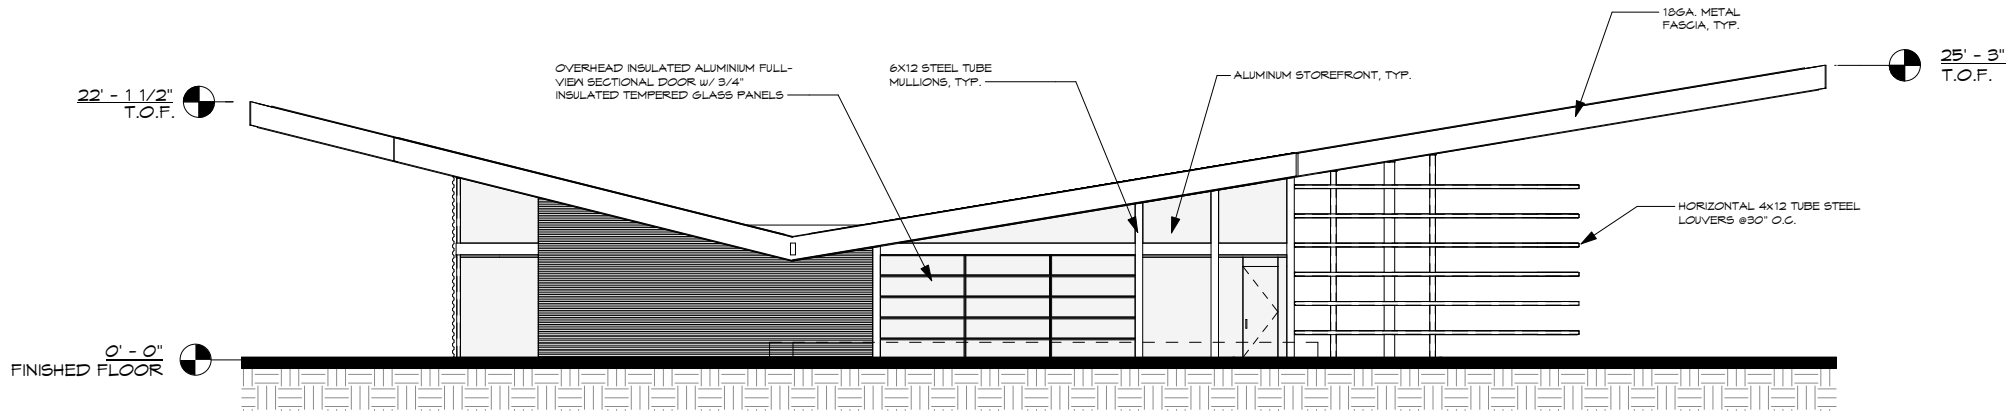 18GA. METAL
FASCIA, TYP.
25' - 3"
T.O.F.
OVERHEAD INSULATED ALUMINIUM FULL-
VIEW SECTIONAL DOOR W/ 3/4"
INSULATED TEMPERED GLASS PANELS
6X12 STEEL TUBE
MULLIONS, TYP.
ALUMINUM STOREFRONT, TYP.
22' - 1 1/2"
T.O.F.
HORIZONTAL 4x12 TUBE STEEL
LOUVERS @30" O.C.
0' - 0"
FINISHED FLOOR